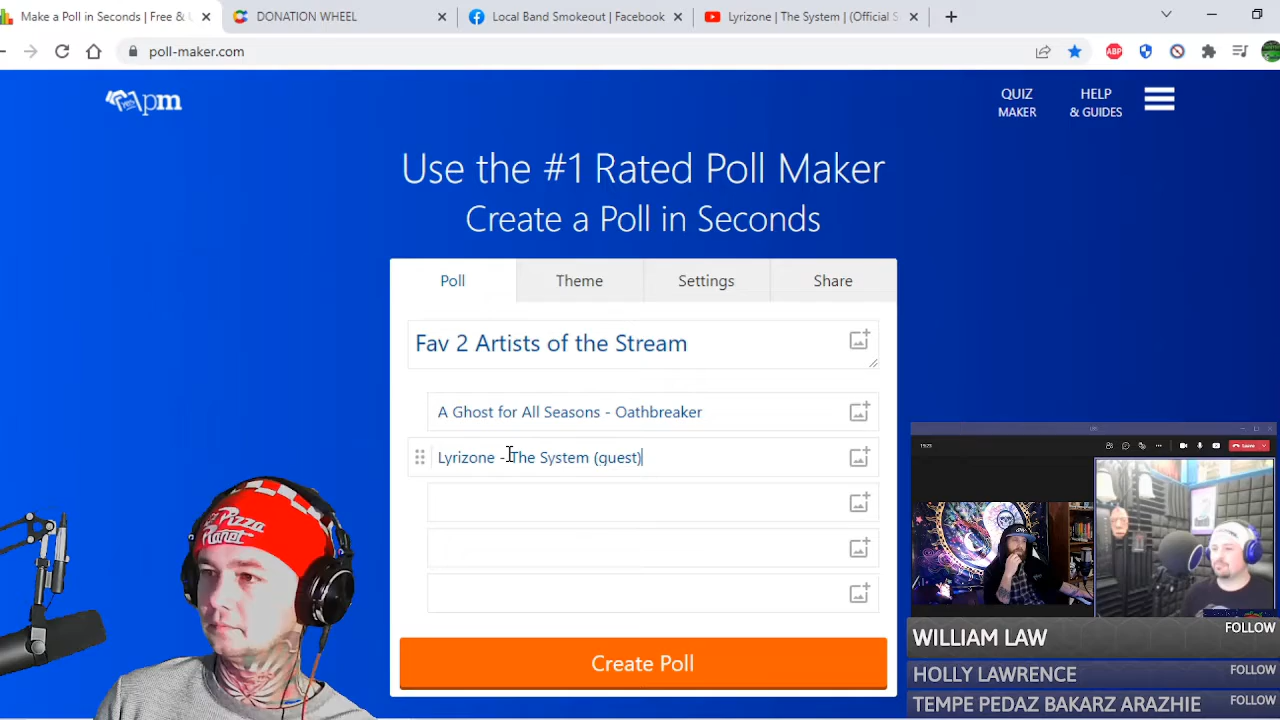 Make a Poll in Seconds | Free & U
DONATION WHEEL
Local Band Smokeout | Facebook
Lyrizone | The System | (Official S
poll-maker.com
ABP
pm
QUIZ
MAKER
HELP
& GUIDES
Use the #1 Rated Poll Maker
Create a Poll in Seconds
Poll
Theme
Settings
Share
Fav 2 Artists of the Stream
A Ghost for All Seasons - Oathbreaker
Lyrizone - The System (guest)
Create Poll
Pizza
Planet
WILLIAM LAW
FOLLOW
HOLLY LAWRENCE
FOLLOW
TEMPE PEDAZ BAKARZ ARAZHIE
FOLLOW